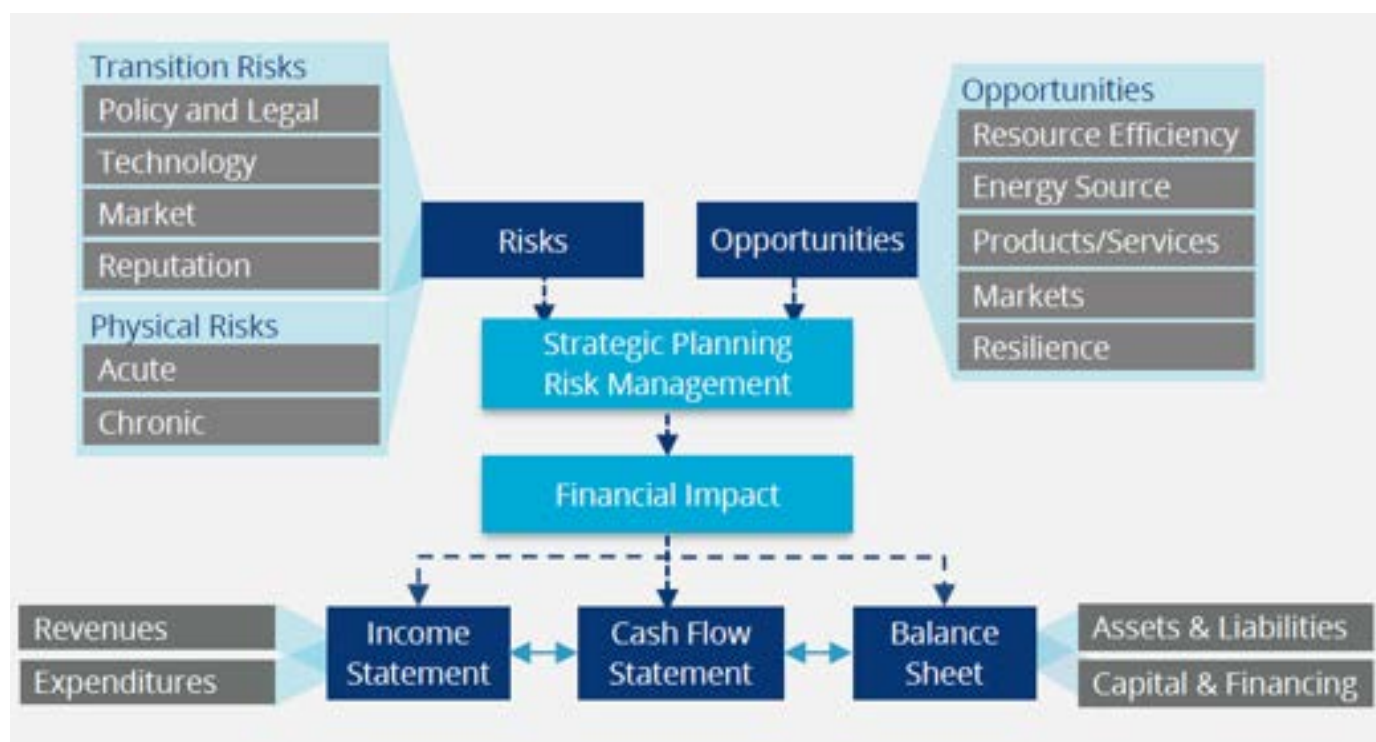 Transition Risks
Policy and Legal
Technology
Market
Reputation
Physical Risks
Acute
Chronic
Risks
Opportunities
Opportunities
Resource Efficiency
Energy Source
Products/Services
Markets
Resilience
Strategic Planning
Risk Management
Financial Impact
Revenues
Expenditures
Income
Statement
Cash Flow
Statement
Balance
Sheet
Assets & Liabilities
Capital & Financing